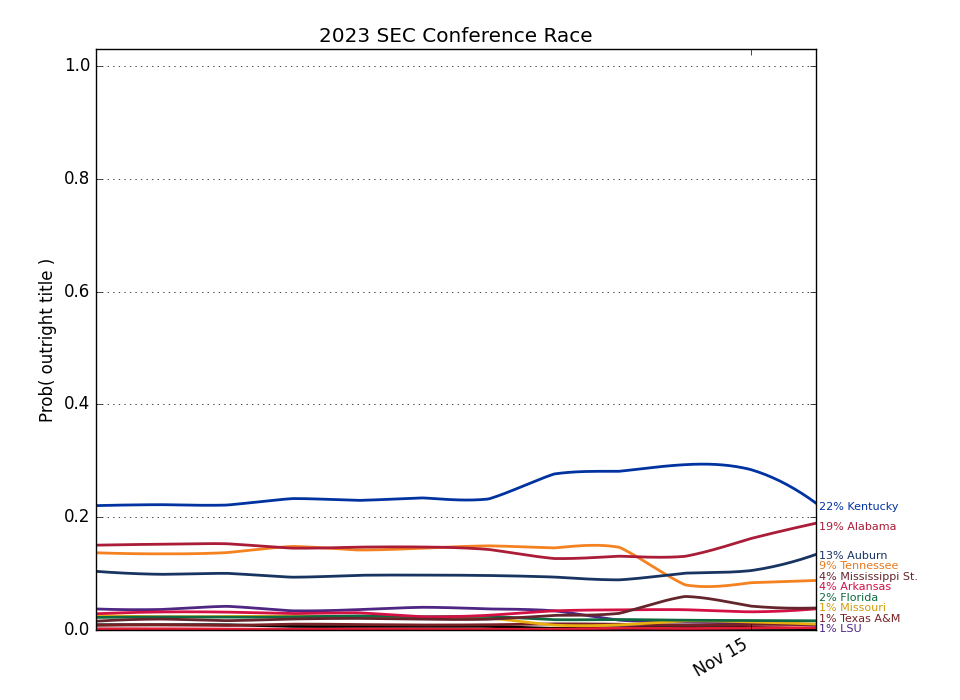 2023 SEC Conference Race
1.0
0.8
0.6
0.4
0.2
0.0
Prob( outright title )
22% Kentucky
19% Alabama
13% Auburn
9% Tennessee
4% Mississippi St.
4% Arkansas
2% Florida
1% Missouri
1% Texas A&M
1% LSU
Nov 15